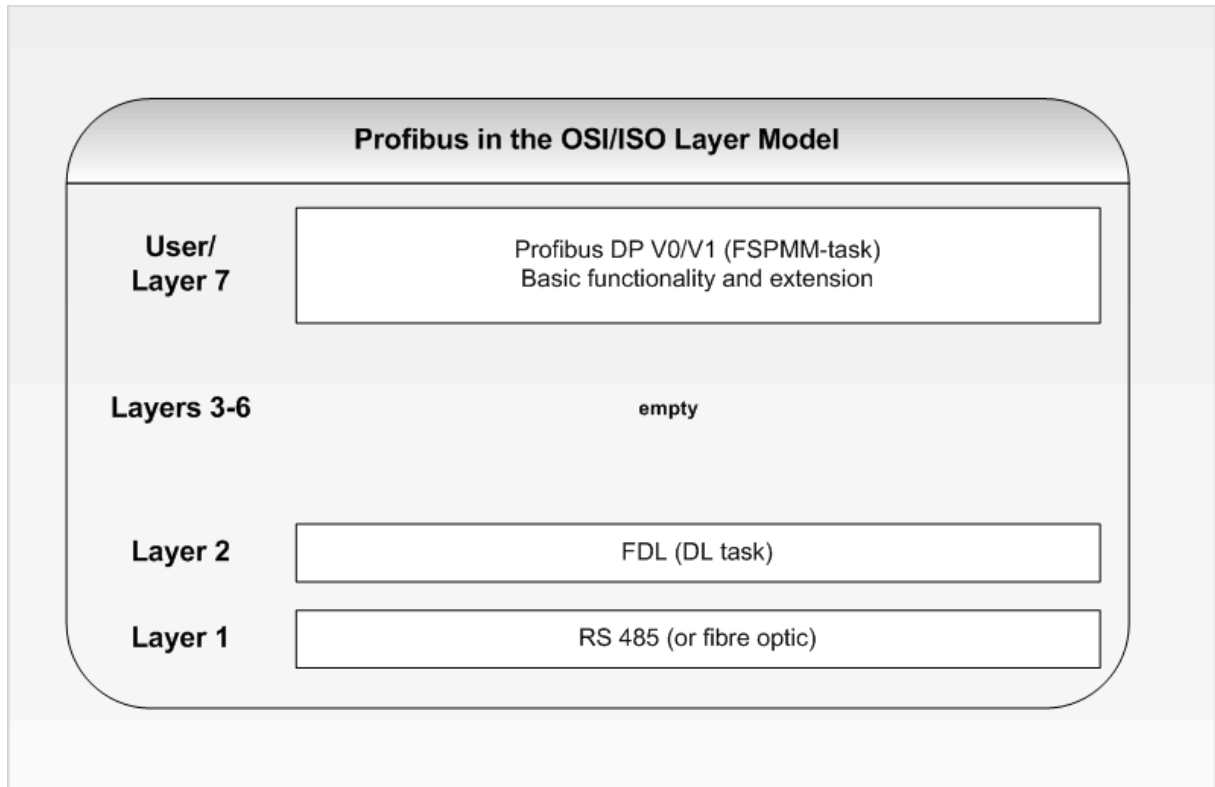 Profibus in the OSI/ISO Layer Model
User/
Layer 7
Profibus DP V0/V1 (FSPMM-task)
Basic functionality and extension
Layers 3-6
empty
Layer 2
FDL (DL task)
Layer 1
RS 485 (or fibre optic)